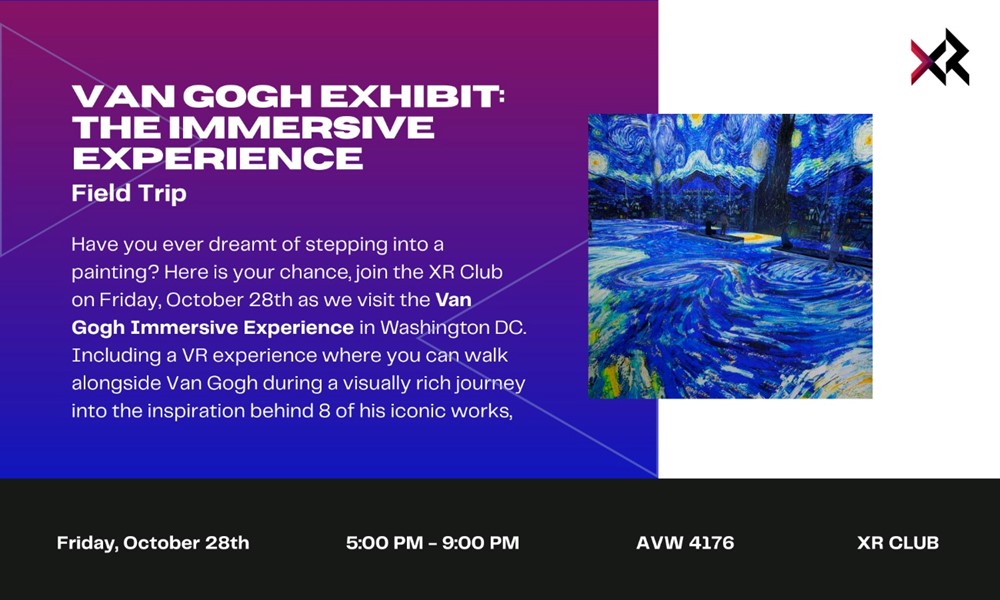 XR
VAN GOGH EXHIBIT:
THE IMMERSIVE
EXPERIENCE
Field Trip
Have you ever dreamt of stepping into a
painting? Here is your chance, join the XR Club
on Friday, October 28th as we visit the Van
Gogh Immersive Experience in Washington DC.
Including a VR experience where you can walk
alongside Van Gogh during a visually rich journey
into the inspiration behind 8 of his iconic works,
Friday, October 28th
5:00 PM - 9:00 PM
AVW 4176
XR CLUB